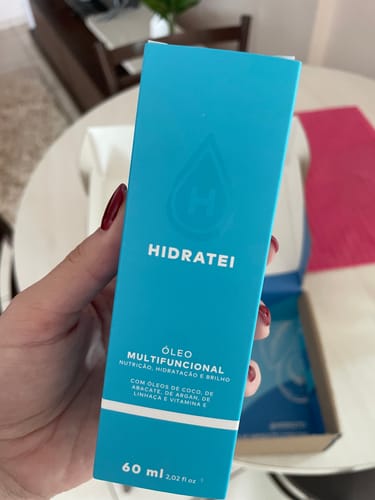 H
HIDRATEI
ÓLEO
MULTIFUNCIONAL
NUTRIÇÃO, HIDRATAÇÃO E BRILHO
COM ÓLEOS DE COCO, DE
ABACATE, DE ARGAN, DE
LINHAÇA E VITAMINA E
60 ml 2,02 fl oz